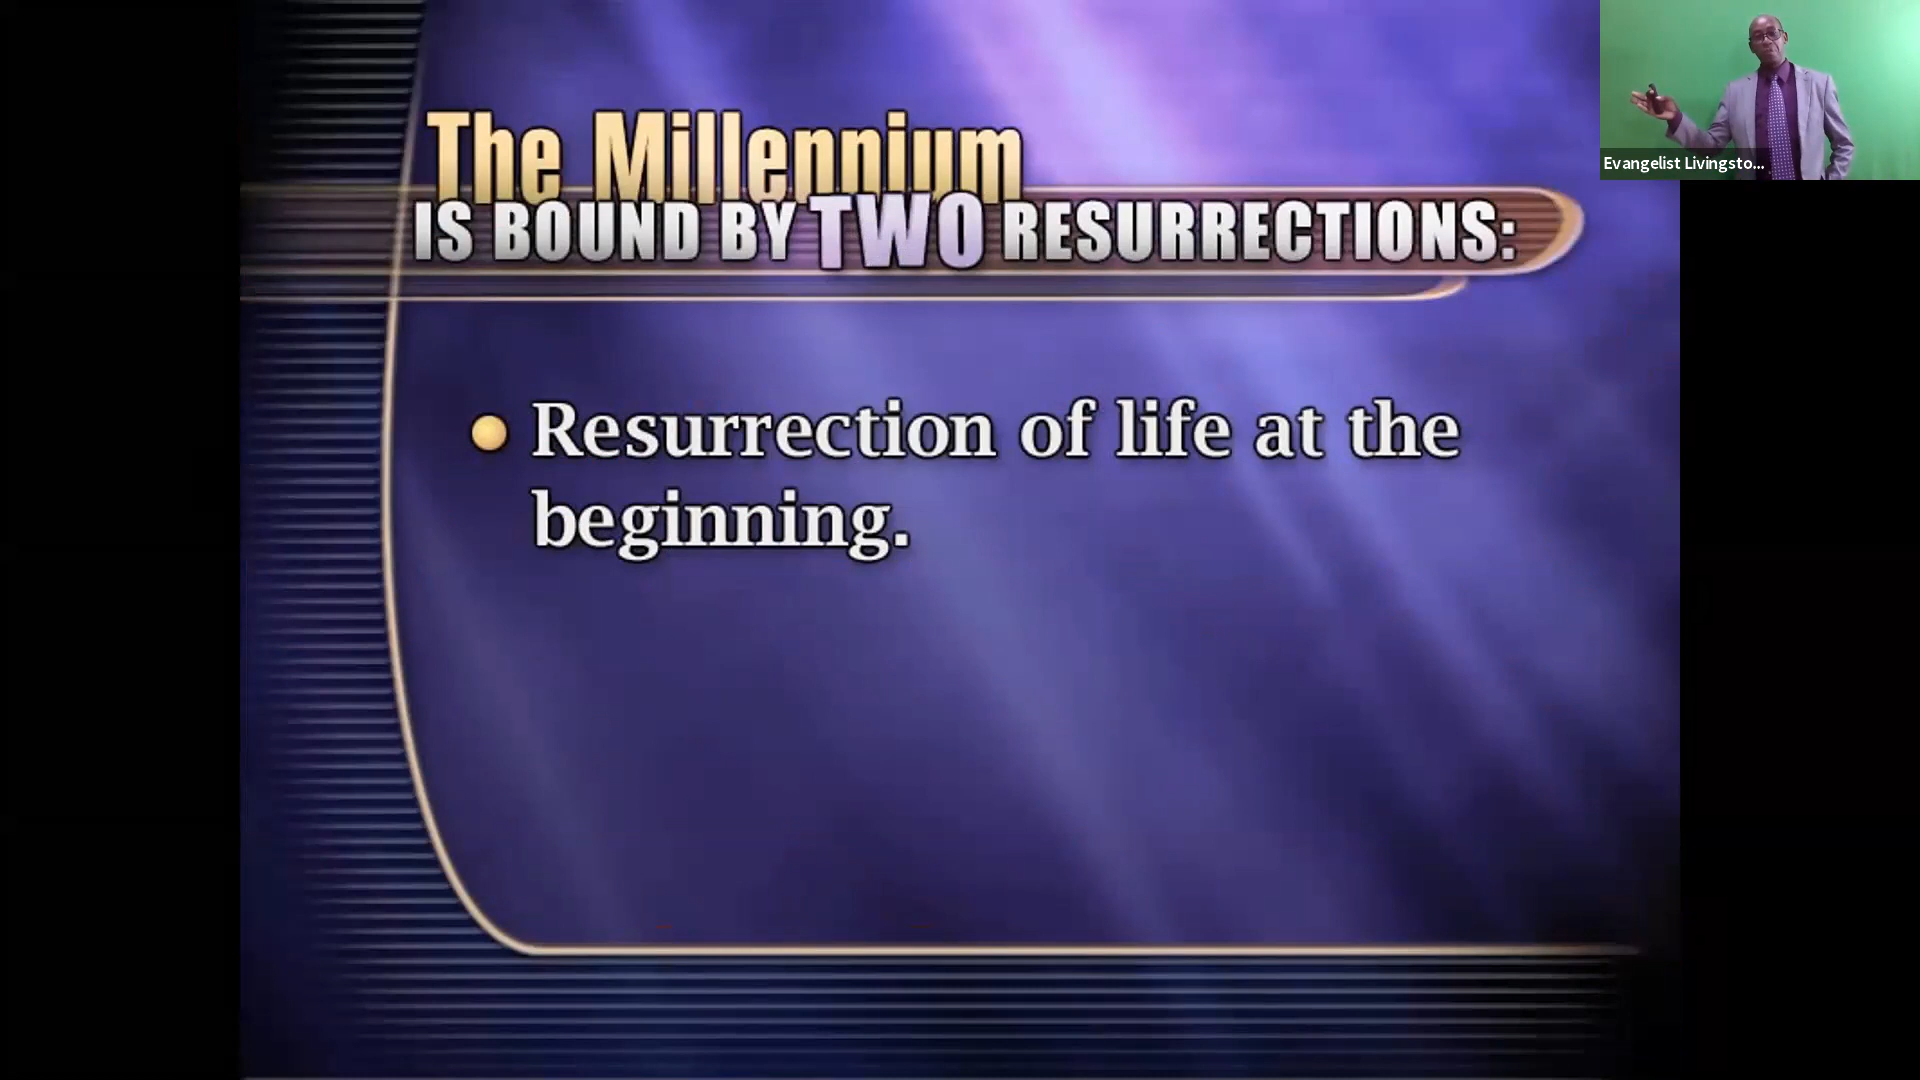 The Millennium
IS BOUND BY TWO RESURRECTIONS:
Resurrection of life at the
beginning.
Evangelist Livingsto...